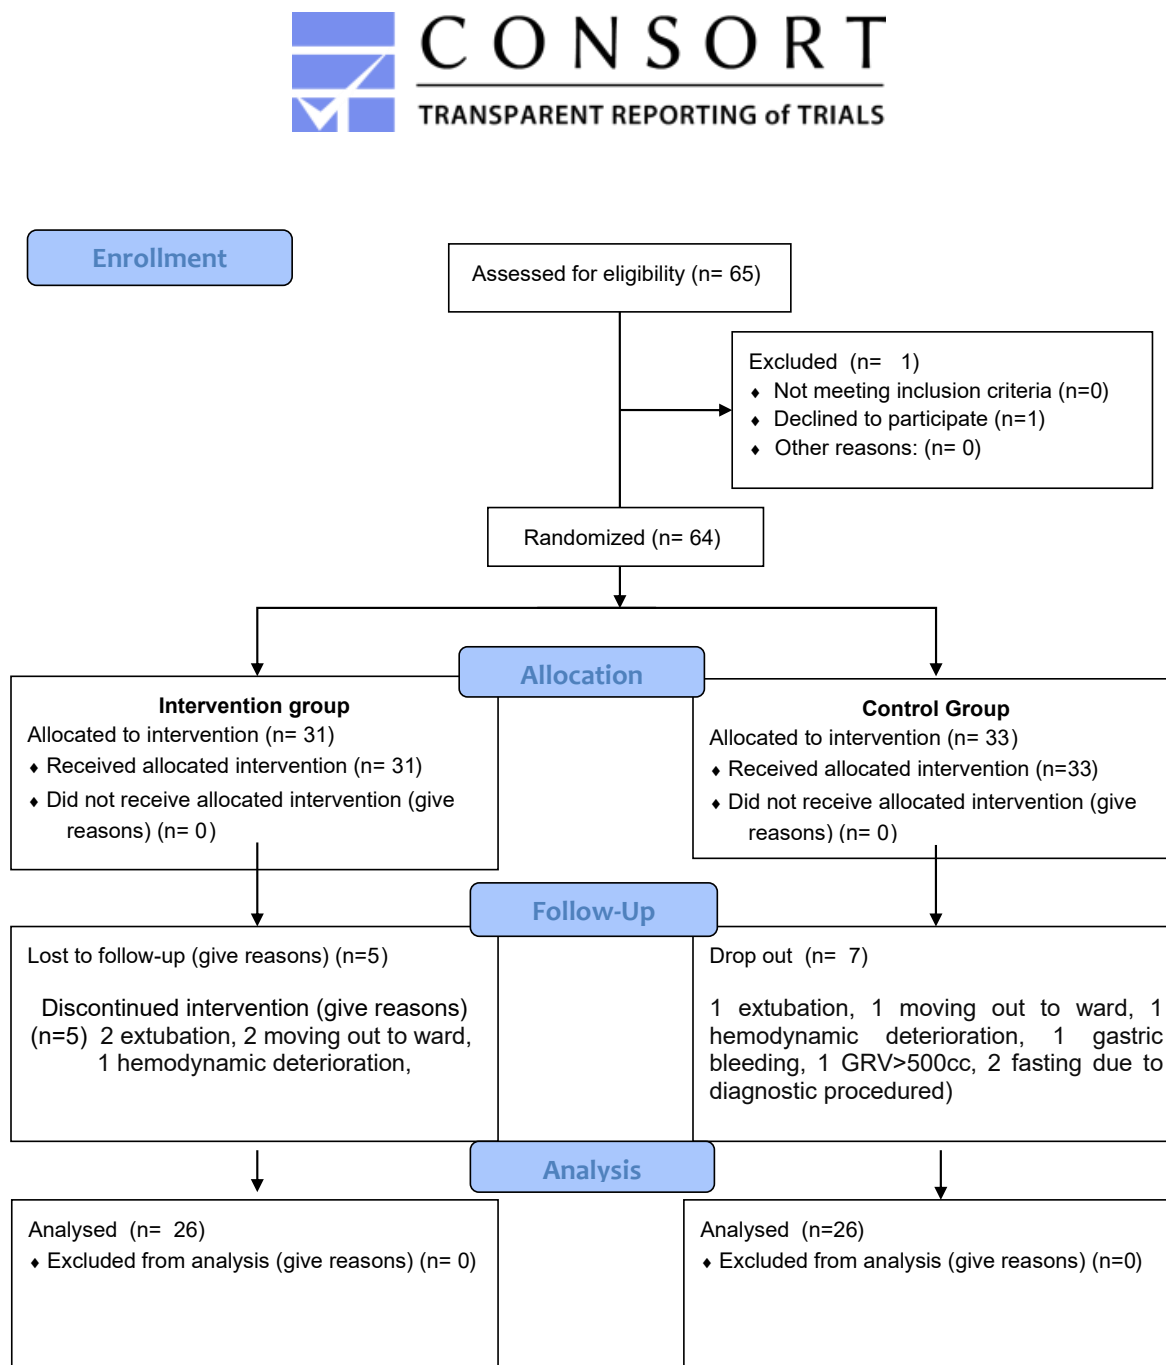 CONSORT
TRANSPARENT REPORTING of TRIALS
Enrollment
Assessed for eligibility (n= 65)
Excluded (n= 1)
♦ Not meeting inclusion criteria (n=0)
♦ Declined to participate (n=1)
♦ Other reasons: (n= 0)
Randomized (n= 64)
Allocation
Intervention group
Allocated to intervention (n= 31)
♦ Received allocated intervention (n= 31)
♦ Did not receive allocated intervention (give
reasons) (n= 0)
Control Group
Allocated to intervention (n= 33)
♦ Received allocated intervention (n=33)
♦ Did not receive allocated intervention (give
reasons) (n= 0)
Follow-Up
Lost to follow-up (give reasons) (n=5)
Discontinued intervention (give reasons)
(n=5) 2 extubation, 2 moving out to ward,
1 hemodynamic deterioration,
Drop out (n= 7)
1 extubation, 1 moving out to ward, 1
hemodynamic deterioration, 1 gastric
bleeding, 1 GRV>500cc, 2 fasting due to
diagnostic procedured)
Analysis
Analysed (n= 26)
♦ Excluded from analysis (give reasons) (n= 0)
Analysed (n=26)
♦ Excluded from analysis (give reasons) (n=0)